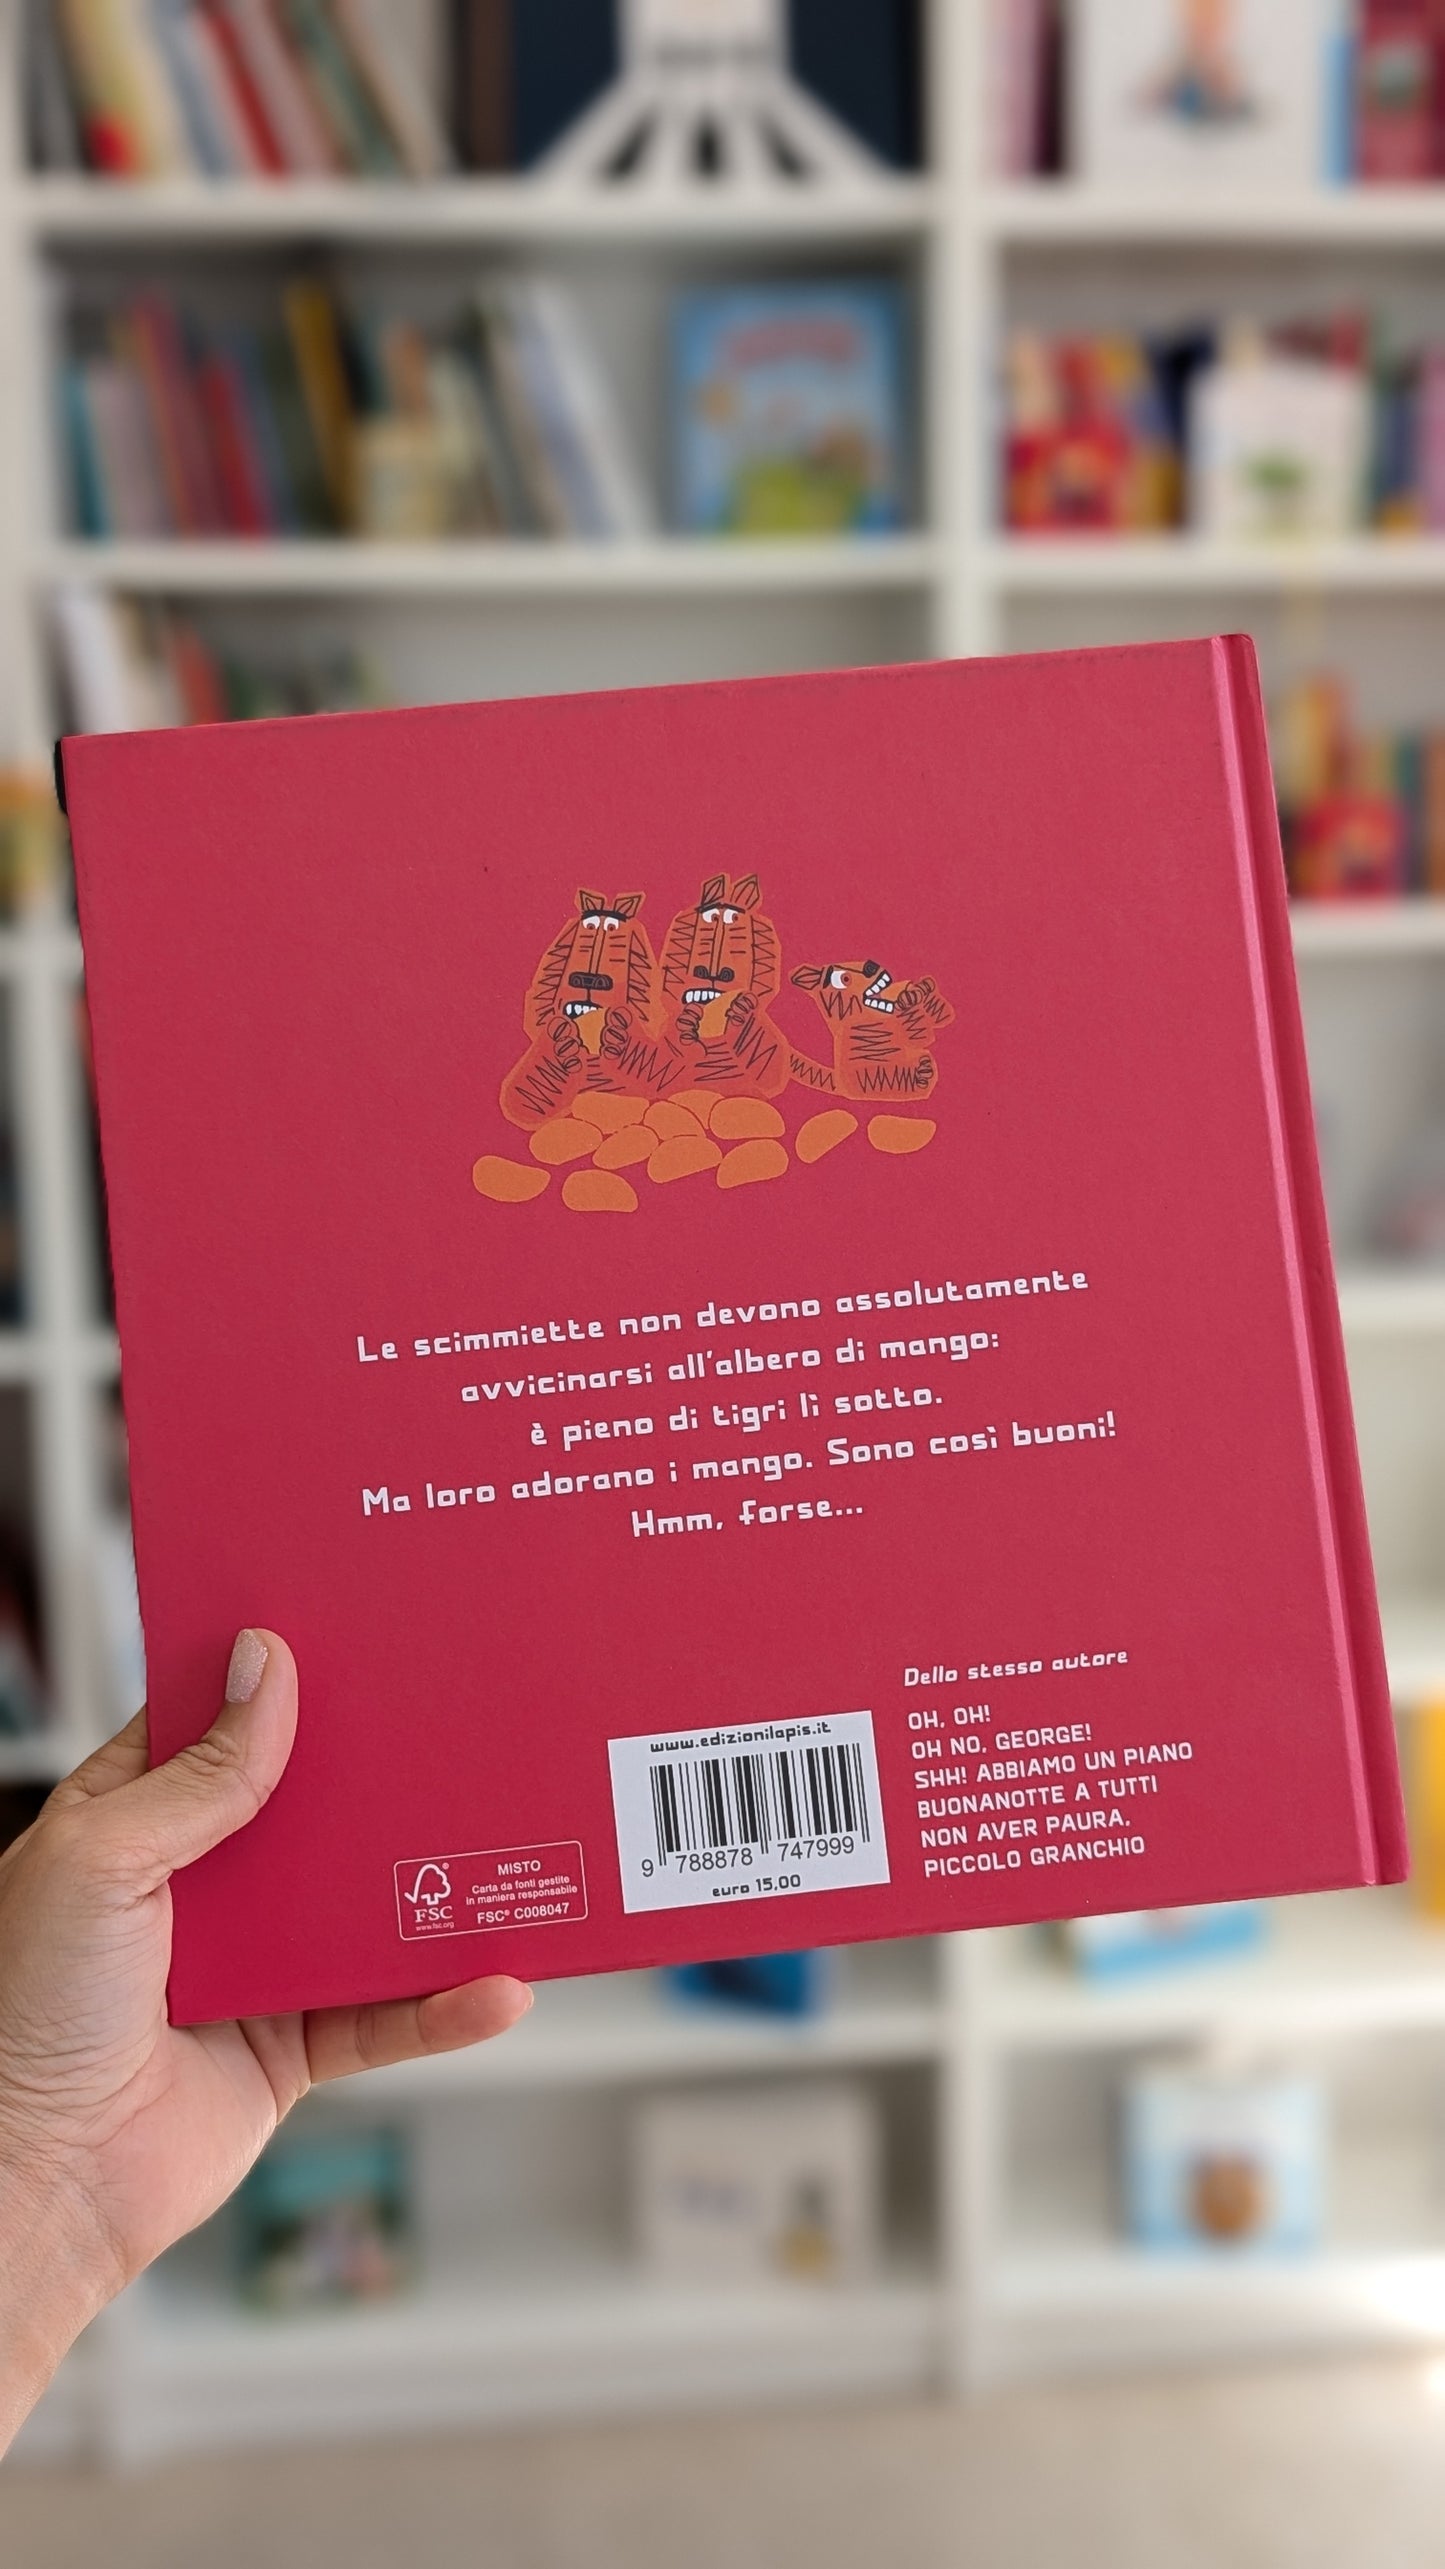 Le scimmiette non devono assolutamente
avvicinarsi all'albero di mango:
è pieno di tigri lì sotto.
Ma loro adorano i mango. Sono così buoni!
Hmm, forse...
Dello stesso autore
OH, OH!
OH NO, GEORGE!
SHH! ABBIAMO UN PIANO
BUONANOTTE A TUTTI
NON AVER PAURA,
PICCOLO GRANCHIO
www.edizionilapis.it
9 788878 747999
euro 15,00
FSC®
www.fsc.org
MISTO
Carta da fonti gestite
in maniera responsabile
FSC® C008047